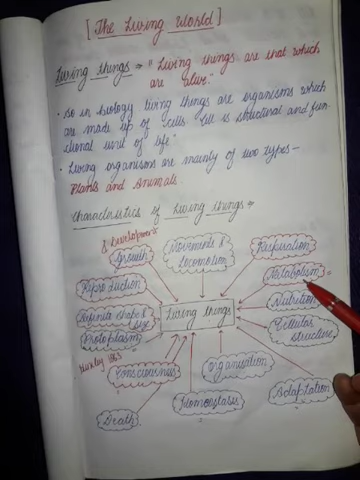 [The Living World]
Living things = "Living things are that which
are alive."
• So in biology living things are organisms which
are made up of "cells". Cell is structural and fun-
ctional unit of life"
• Living organisms are mainly of two types-
Plants and Animals
Characteristics of Living things =
& Development
Growth
Movement &
Locomotion
Respiration
Reproduction
Metabolism
Nutrition
Definite shape &
size
Living things
Protoplasm
Cellular
structure
Huxley 1863
Consciousness
Organisation
Adaptation
Homeostasis
Death